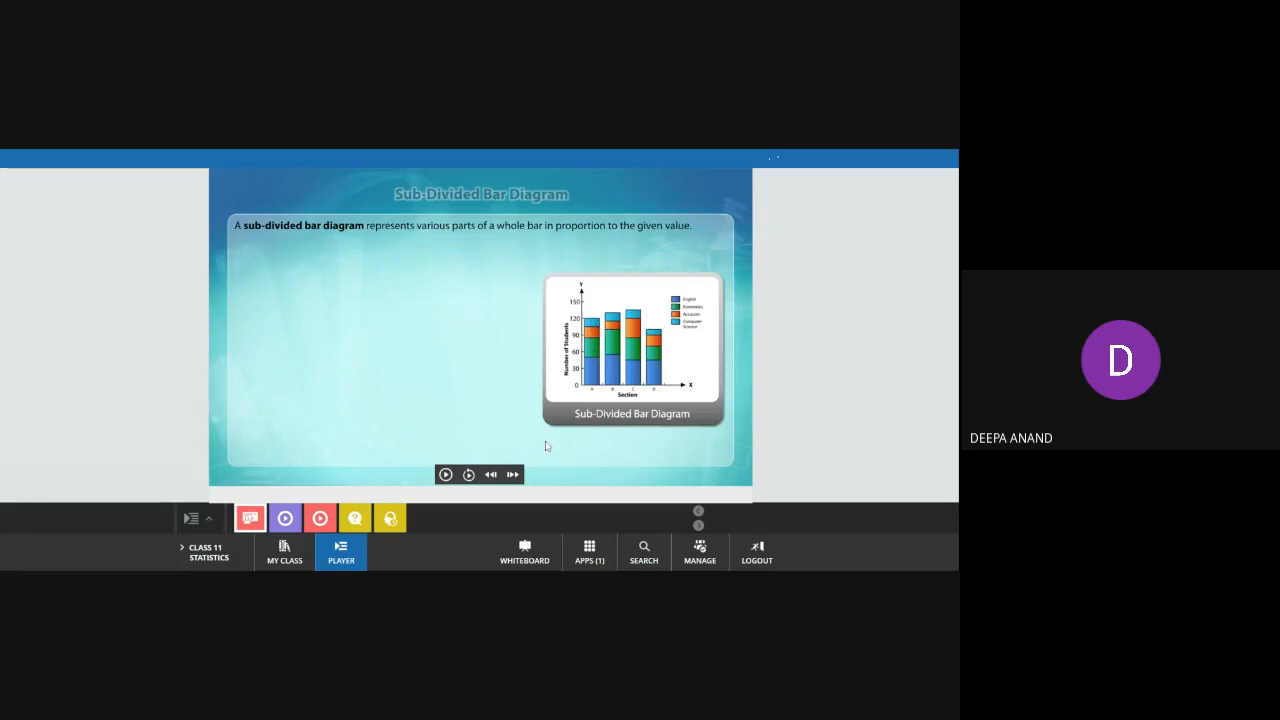 Sub-Divided Bar Diagram
A sub-divided bar diagram represents various parts of a whole bar in proportion to the given value.
Y
150
120
90
60
30
0
Number of Students
A B C D
X
Section
English
Economics
Accounts
Computer
Science
Sub-Divided Bar Diagram
D
DEEPA ANAND
CLASS 11
STATISTICS
MY CLASS
PLAYER
WHITEBOARD
APPS (1)
SEARCH
MANAGE
LOGOUT